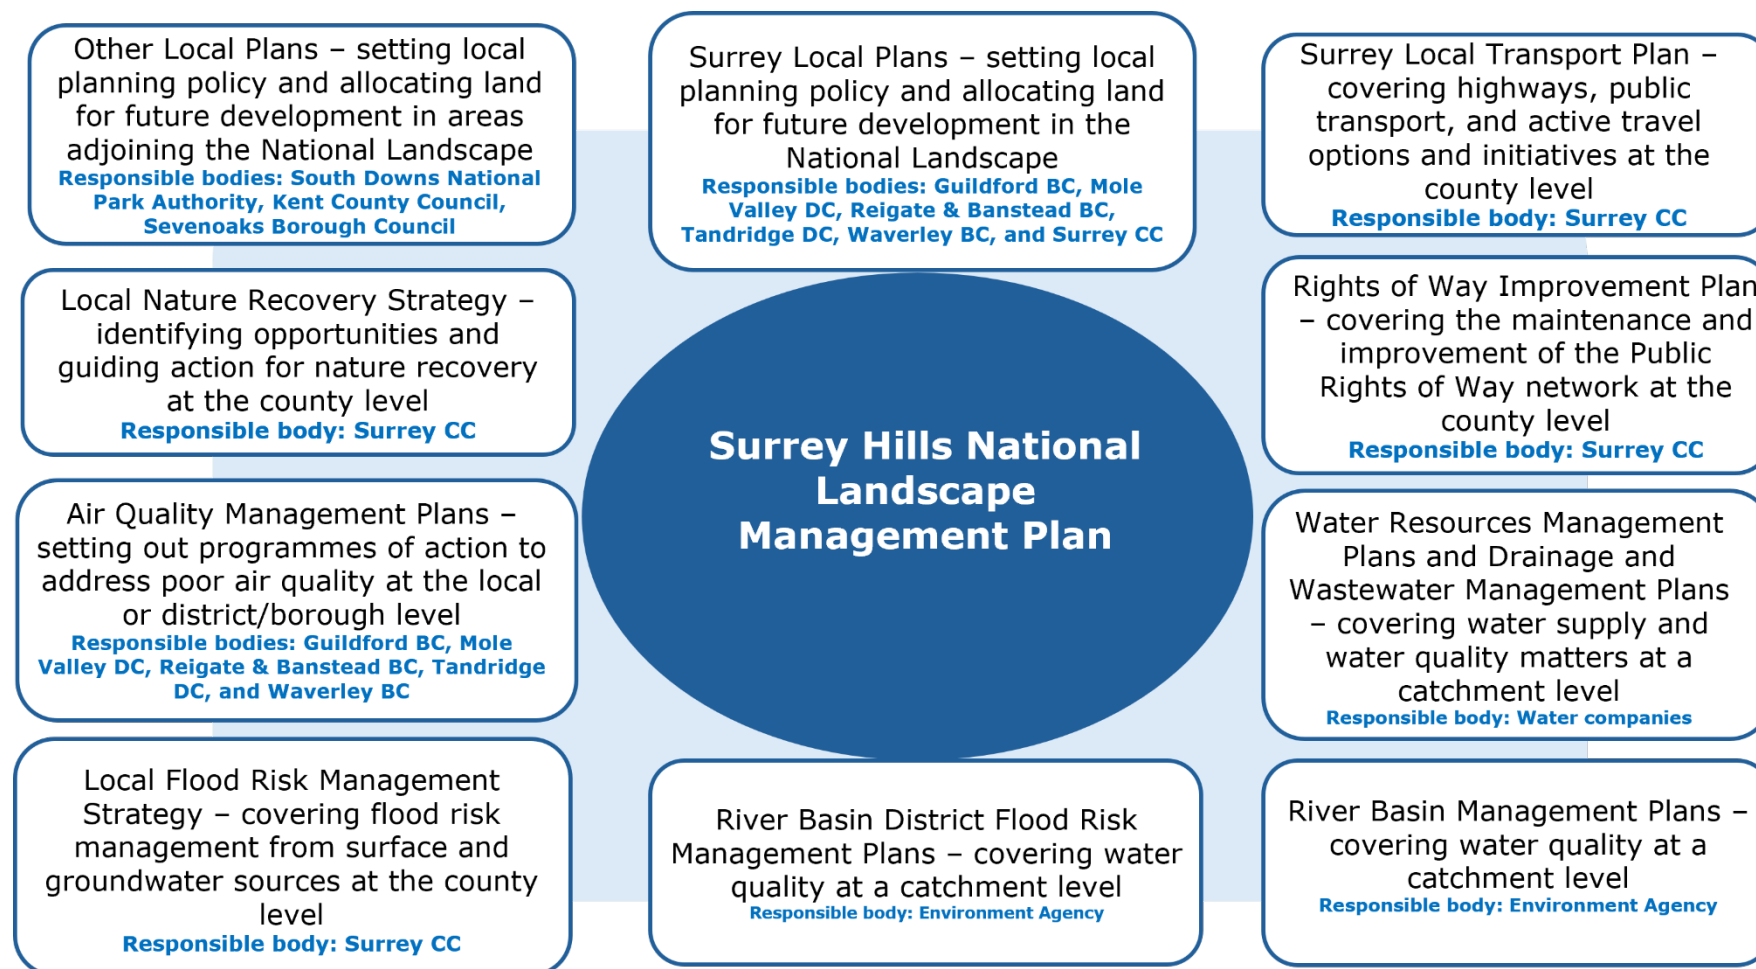 Other Local Plans – setting local
planning policy and allocating land
for future development in areas
adjoining the National Landscape
Responsible bodies: South Downs National
Park Authority, Kent County Council,
Sevenoaks Borough Council
Surrey Local Plans – setting local
planning policy and allocating land
for future development in the
National Landscape
Responsible bodies: Guildford BC, Mole
Valley DC, Reigate & Banstead BC,
Tandridge DC, Waverley BC, and Surrey CC
Surrey Local Transport Plan –
covering highways, public
transport, and active travel
options and initiatives at the
county level
Responsible body: Surrey CC
Local Nature Recovery Strategy –
identifying opportunities and
guiding action for nature recovery
at the county level
Responsible body: Surrey CC
Rights of Way Improvement Plan
– covering the maintenance and
improvement of the Public
Rights of Way network at the
county level
Responsible body: Surrey CC
Surrey Hills National
Landscape
Management Plan
Air Quality Management Plans –
setting out programmes of action to
address poor air quality at the local
or district/borough level
Responsible bodies: Guildford BC, Mole
Valley DC, Reigate & Banstead BC, Tandridge
DC, and Waverley BC
Water Resources Management
Plans and Drainage and
Wastewater Management Plans
– covering water supply and
water quality matters at a
catchment level
Responsible body: Water companies
Local Flood Risk Management
Strategy – covering flood risk
management from surface and
groundwater sources at the county
level
Responsible body: Surrey CC
River Basin District Flood Risk
Management Plans – covering water
quality at a catchment level
Responsible body: Environment Agency
River Basin Management Plans –
covering water quality at a
catchment level
Responsible body: Environment Agency